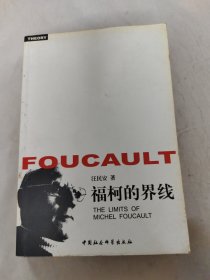 THEORY
FOUCAULT
汪民安 著
福柯的界线
THE LIMITS OF
MICHEL FOUCAULT
中国社会科学出版社